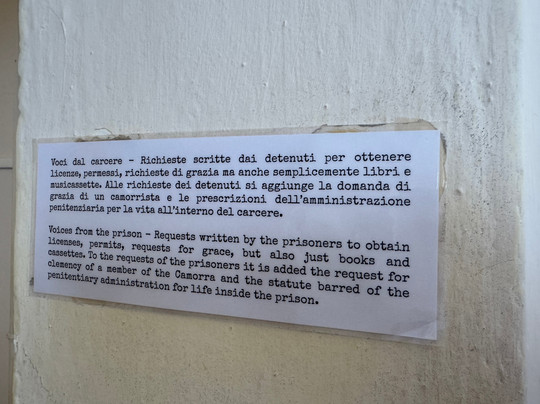 Voci dal carcere – Richieste scritte dai detenuti per ottenere
licenze, permessi, richieste di grazia ma anche semplicemente libri e
musicassette. Alle richieste dei detenuti si aggiunge la domanda di
grazia di un camorrista e le prescrizioni dell'amministrazione
penitenziaria per la vita all'interno del carcere.
Voices from the prison – Requests written by the prisoners to obtain
licenses, permits, requests for grace, but also just books and
cassettes. To the requests of the prisoners it is added the request for
clemency of a member of the Camorra and the statute barred of the
penitentiary administration for life inside the prison.